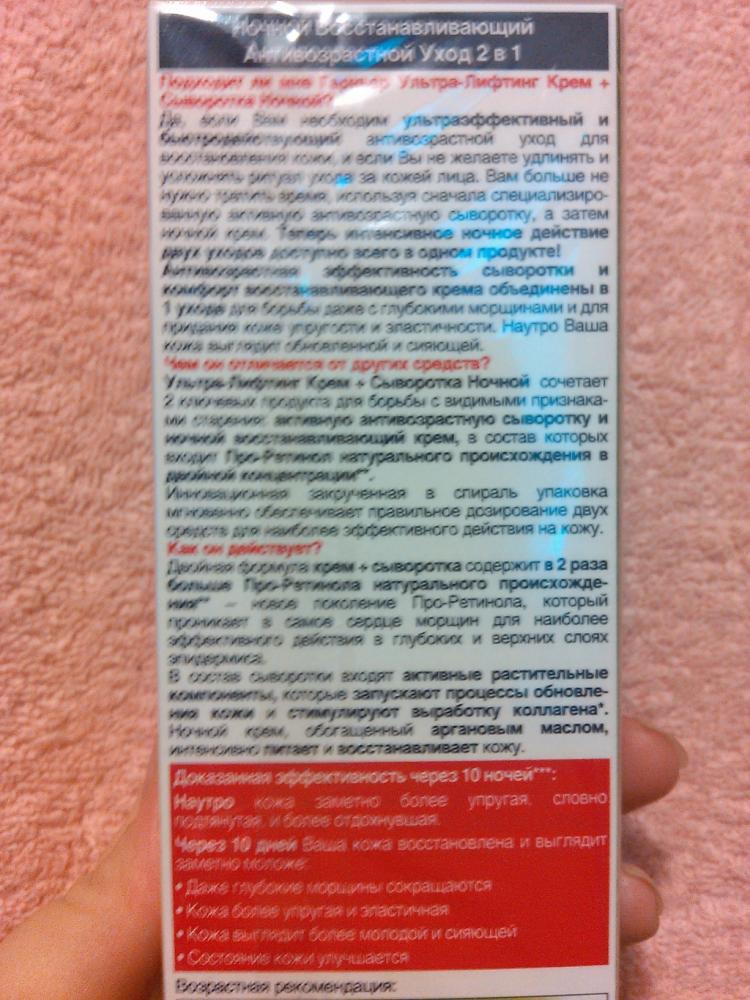 Ночной Восстанавливающий
Антивозрастной Уход 2 в 1
Подходит ли мне Гарньер Ультра-Лифтинг Крем +
Сыворотка Ночной?
Да, если Вам необходим ультраэффективный и
быстродействующий антивозрастной уход для
восстановления кожи, и если Вы не желаете удлинять и
усложнять ритуал ухода за кожей лица. Вам больше не
нужно тратить время, используя сначала специализиро-
ванную активную антивозрастную сыворотку, а затем
ночной крем. Теперь интенсивное ночное действие
двух уходов доступно всего в одном продукте!
Антивозрастная эффективность сыворотки и
комфорт восстанавливающего крема объединены в
1 уходе для борьбы даже с глубокими морщинами и для
придания коже упругости и эластичности. Наутро Ваша
кожа выглядит обновленной и сияющей.
Чем он отличается от других средств?
Ультра-Лифтинг Крем + Сыворотка Ночной сочетает
2 ключевых продукта для борьбы с видимыми признака-
ми старения: активную антивозрастную сыворотку и
ночной восстанавливающий крем, в состав которых
входит Про-Ретинол натурального происхождения в
двойной концентрации**.
Инновационная закрученная в спираль упаковка
мгновенно обеспечивает правильное дозирование двух
средств для наиболее эффективного действия на кожу.
Как он действует?
Двойная формула крем + сыворотка содержит в 2 раза
больше Про-Ретинола натурального происхожде-
ния** – новое поколение Про-Ретинола, который
проникает в самое сердце морщин для наиболее
эффективного действия в глубоких и верхних слоях
эпидермиса.
В состав сыворотки входят активные растительные
компоненты, которые запускают процессы обновле-
ния кожи и стимулируют выработку коллагена*.
Ночной крем, обогащенный аргановым маслом,
интенсивно питает и восстанавливает кожу.
Доказанная эффективность через 10 ночей***:
Наутро кожа заметно более упругая, словно
подтянутая, и более отдохнувшая.
Через 10 дней Ваша кожа восстановлена и выглядит
заметно моложе:
• Даже глубокие морщины сокращаются
• Кожа более упругая и эластичная
• Кожа выглядит более молодой и сияющей
• Состояние кожи улучшается
Возрастная рекомендация: